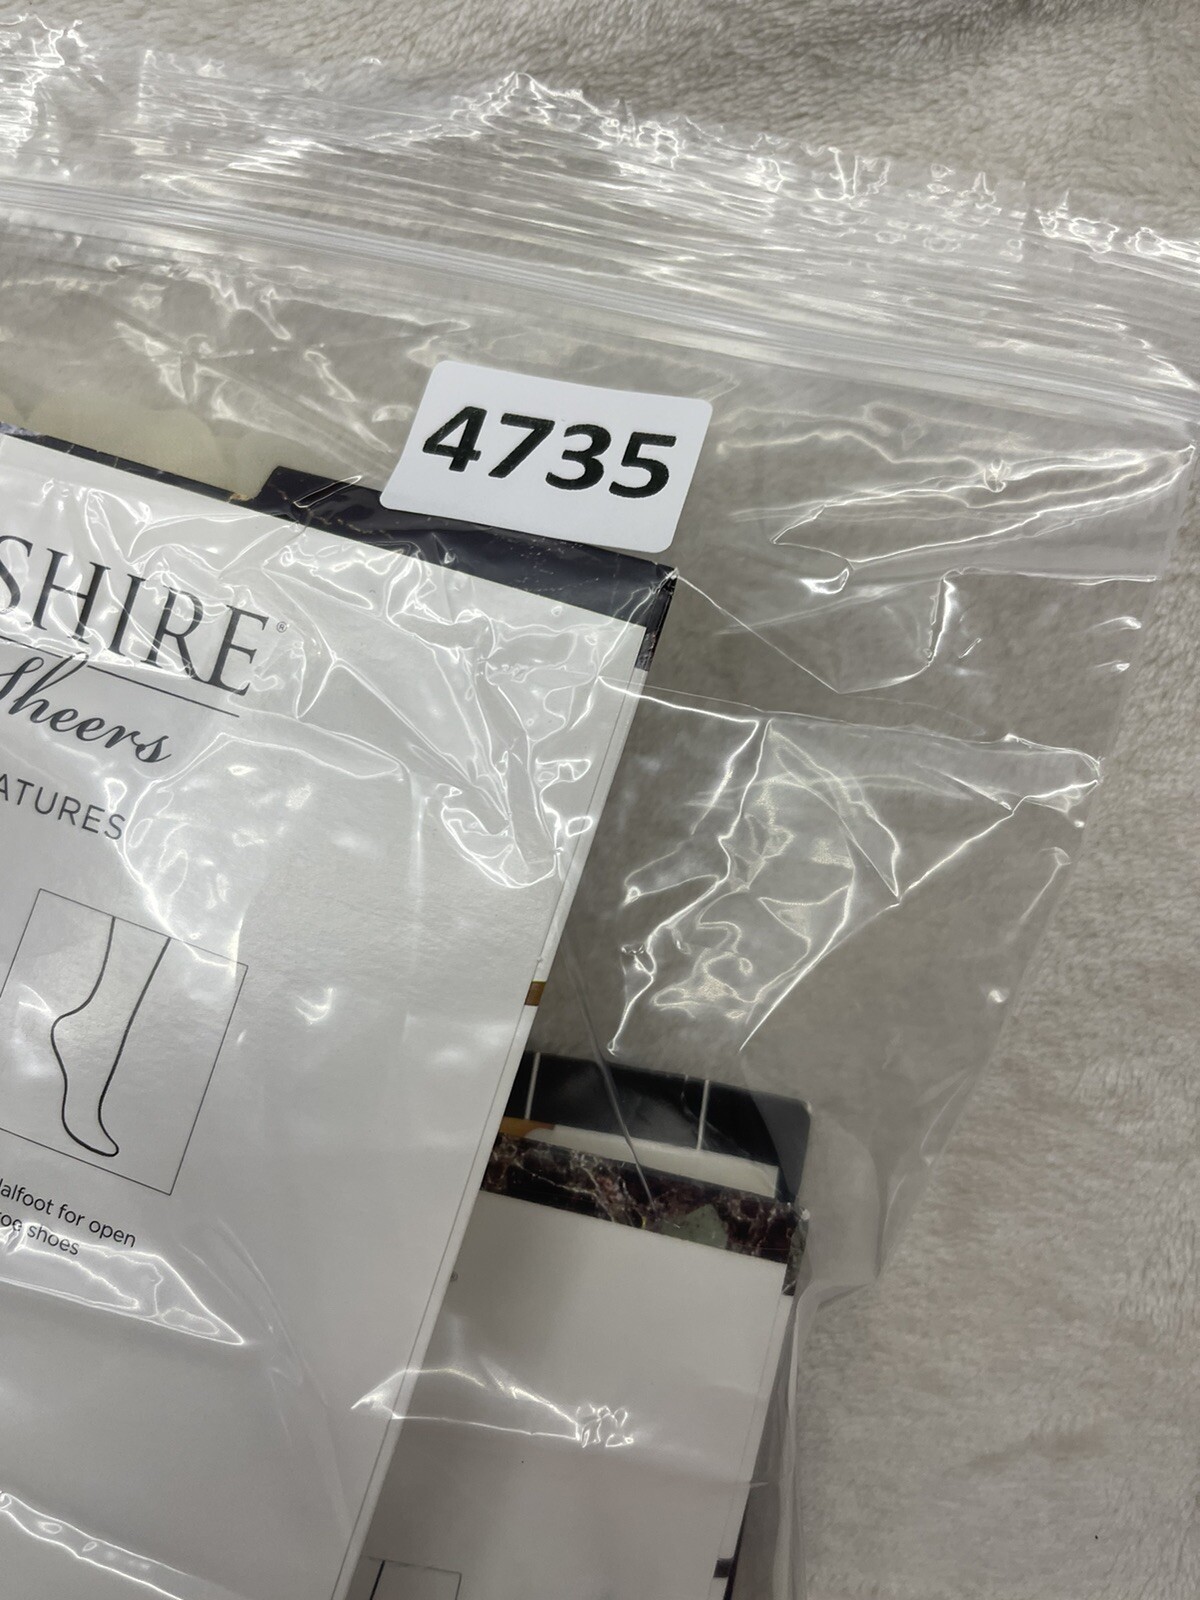 4735
SHIRE®
Sheers
ATURES
alfoot for open
toe shoes